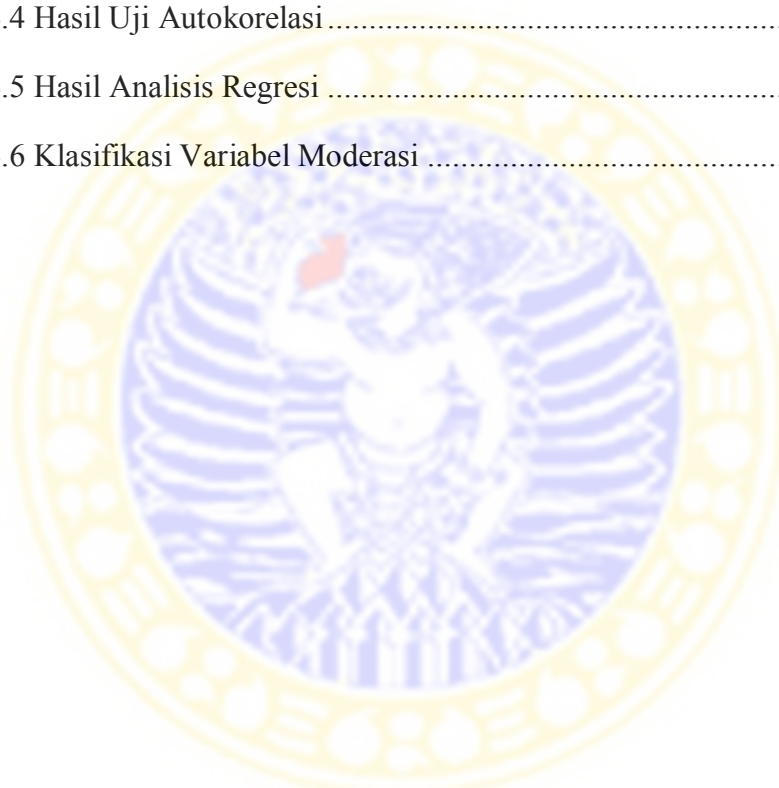 .4 Hasil Uji Autokorelasi.......................................................
.5 Hasil Analisis Regresi .......................................................
.6 Klasifikasi Variabel Moderasi ..........................................